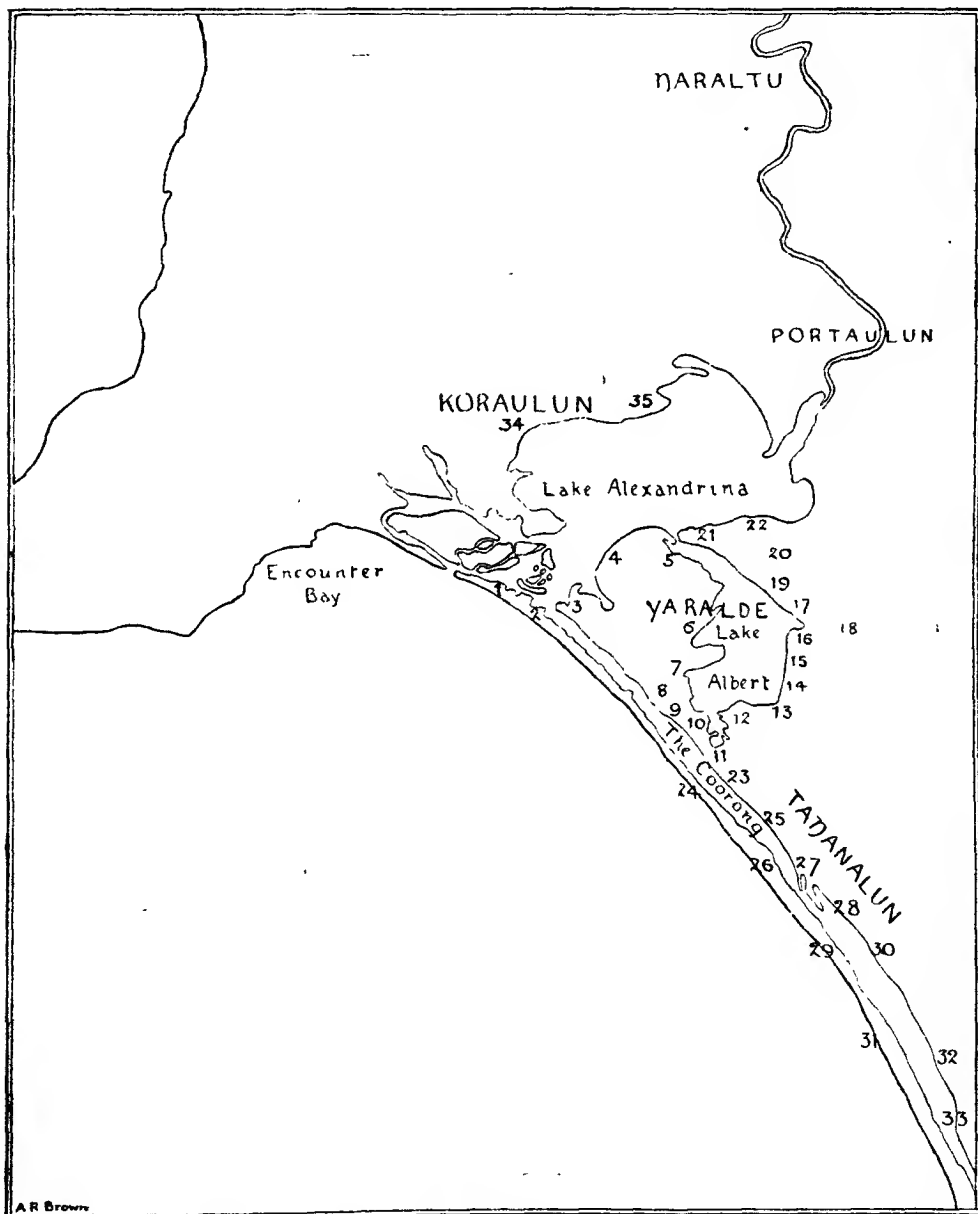 ŊARALTU
PORTAULUN
KORAULUN
35
34
Lake Alexandrina
22
21
20
Encounter
Bay
4
5
19
1
2
3
YARALDE
17
6
Lake
16
18
7
15
8
Albert
14
9
10
12
13
11
The Coorong
23
24
25
TAŊANALUN
26
27
28
29
30
31
32
33
A R Brown